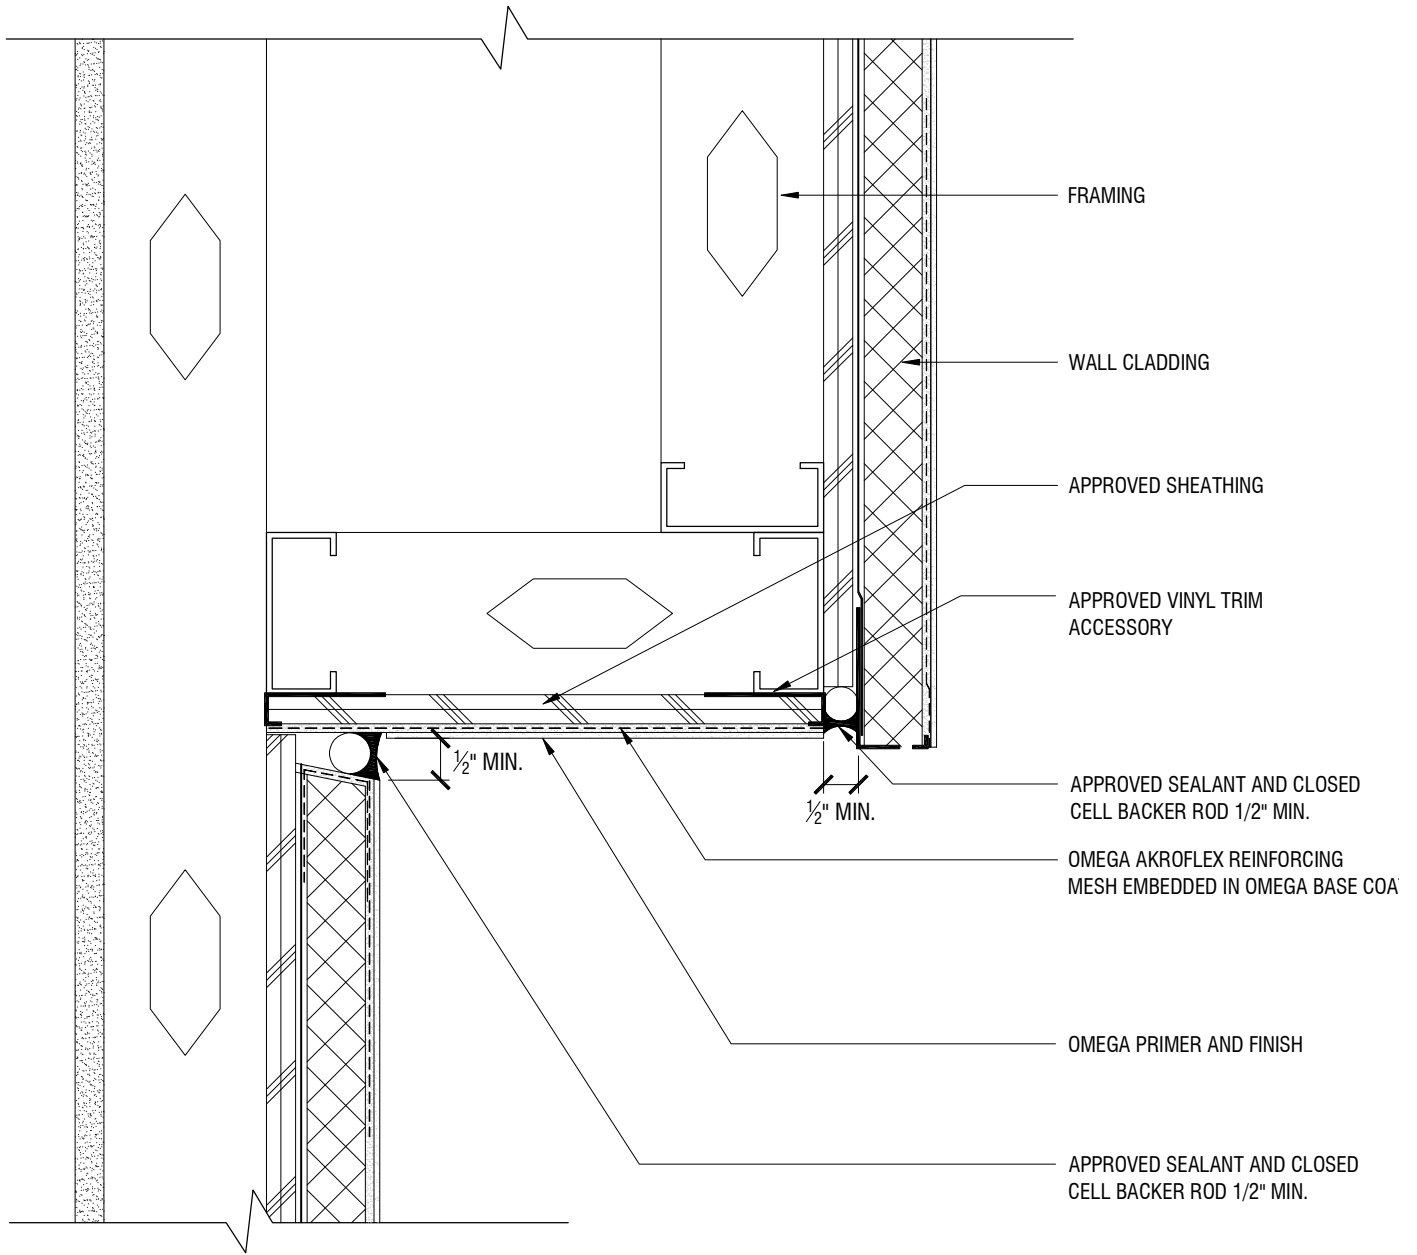 FRAMING
WALL CLADDING
APPROVED SHEATHING
APPROVED VINYL TRIM
ACCESSORY
½" MIN.
½" MIN.
APPROVED SEALANT AND CLOSED
CELL BACKER ROD 1/2" MIN.
OMEGA AKROFLEX REINFORCING
MESH EMBEDDED IN OMEGA BASE COA
OMEGA PRIMER AND FINISH
APPROVED SEALANT AND CLOSED
CELL BACKER ROD 1/2" MIN.